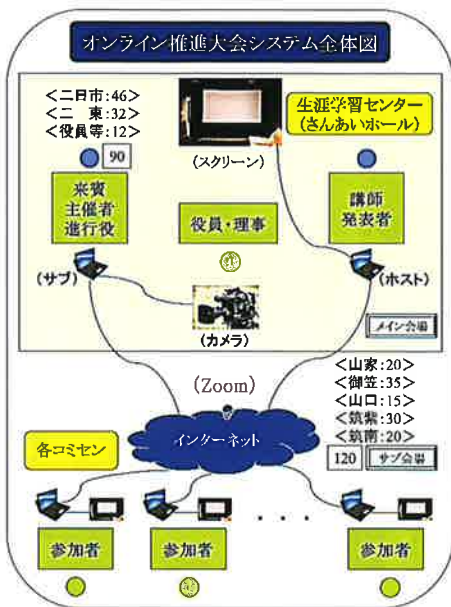 オンライン推進大会システム全体図
＜二日市：46＞
＜二　東：32＞
＜役員等：12＞
90
生涯学習センター
（さんあいホール）
（スクリーン）
来賓
主催者
進行役
役員・理事
講師
発表者
（サブ）
（ホスト）
（カメラ）
メイン会場
（Zoom）
＜山家：20＞
＜御笠：35＞
＜山口：15＞
＜筑紫：30＞
＜筑南：20＞
インターネット
各コミセン
120
サブ会場
・　・　・
参加者
参加者
参加者